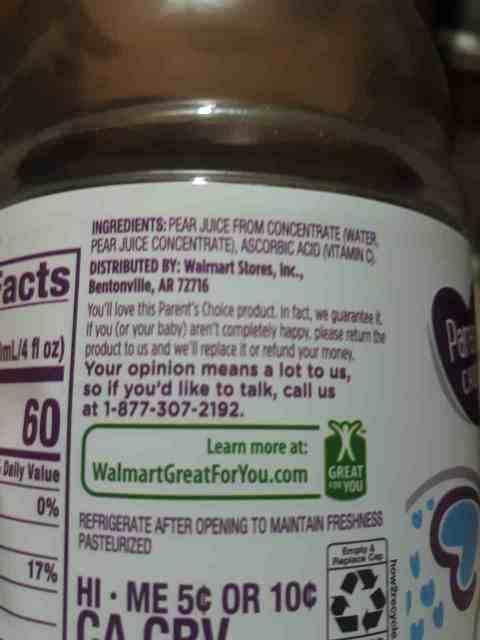 INGREDIENTS: PEAR JUICE FROM CONCENTRATE (WATER,
PEAR JUICE CONCENTRATE), ASCORBIC ACID (VITAMIN C).
DISTRIBUTED BY: Walmart Stores, Inc.,
Bentonville, AR 72716
You'll love this Parent's Choice product. In fact, we guarantee it.
If you (or your baby) aren't completely happy, please return the
product to us and we'll replace it or refund your money.
Your opinion means a lot to us,
so if you'd like to talk, call us
at 1-877-307-2192.
Learn more at:
WalmartGreatForYou.com
GREAT
FOR YOU
REFRIGERATE AFTER OPENING TO MAINTAIN FRESHNESS
PASTEURIZED
HI · ME 5¢ OR 10¢
CA CRV
Empty &
Replace Cap
how2recyc
Facts
mL/4 fl oz)
60
Daily Value
0%
17%
Pare